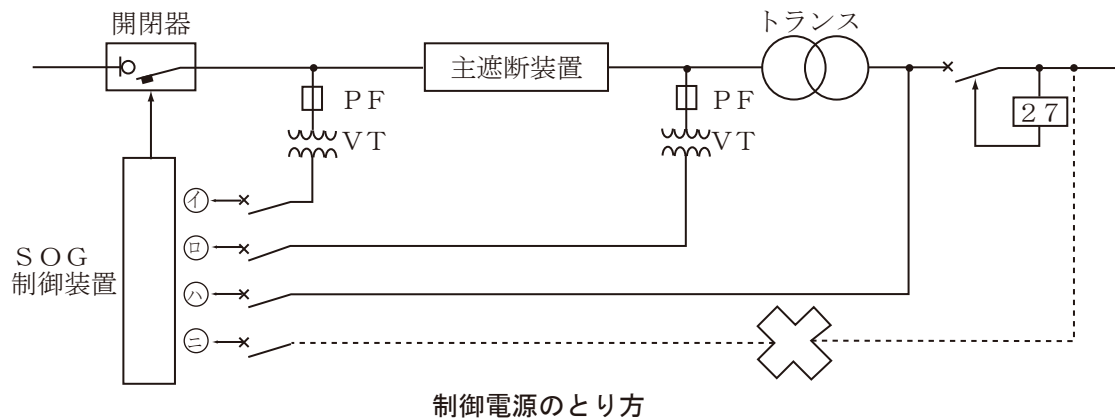 開閉器
トランス
主遮断装置
PF
VT
PF
VT
27
SOG
制御装置
イ
ロ
ハ
ニ
制御電源のとり方